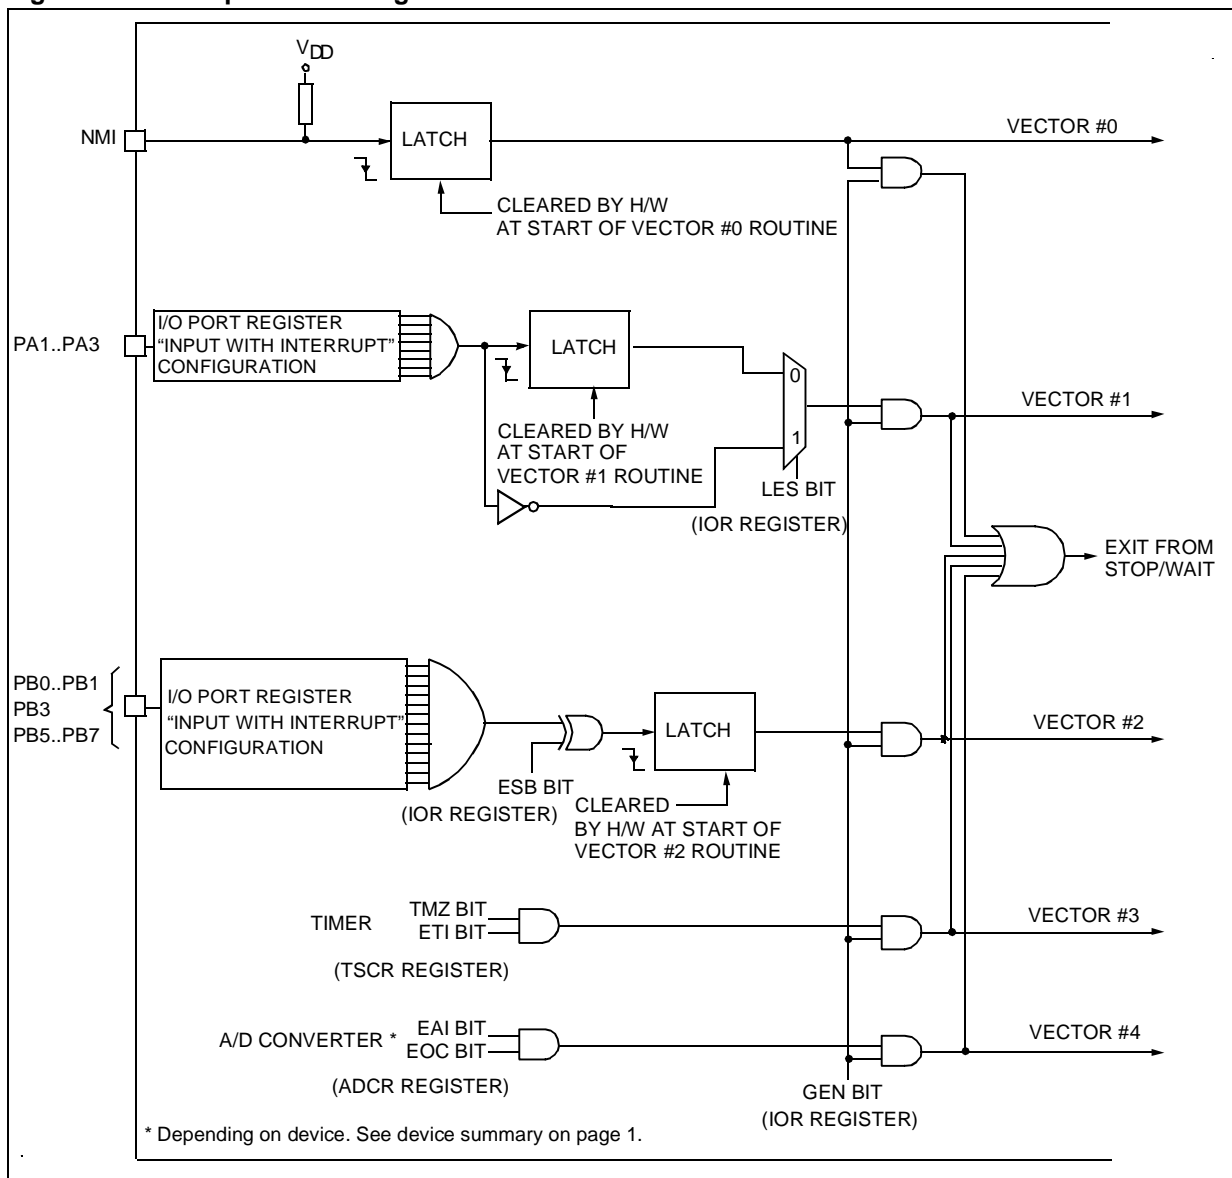 VDD
NMI
LATCH
VECTOR #0
CLEARED BY H/W
AT START OF VECTOR #0 ROUTINE
PA1..PA3
I/O PORT REGISTER
“INPUT WITH INTERRUPT”
CONFIGURATION
LATCH
0
1
VECTOR #1
CLEARED BY H/W
AT START OF
VECTOR #1 ROUTINE
LES BIT
(IOR REGISTER)
EXIT FROM
STOP/WAIT
PB0..PB1
PB3
PB5..PB7
I/O PORT REGISTER
“INPUT WITH INTERRUPT”
CONFIGURATION
LATCH
VECTOR #2
ESB BIT
(IOR REGISTER)
CLEARED
BY H/W AT START OF
VECTOR #2 ROUTINE
TIMER
TMZ BIT
ETI BIT
(TSCR REGISTER)
VECTOR #3
A/D CONVERTER *
EAI BIT
EOC BIT
(ADCR REGISTER)
VECTOR #4
GEN BIT
(IOR REGISTER)
* Depending on device. See device summary on page 1.